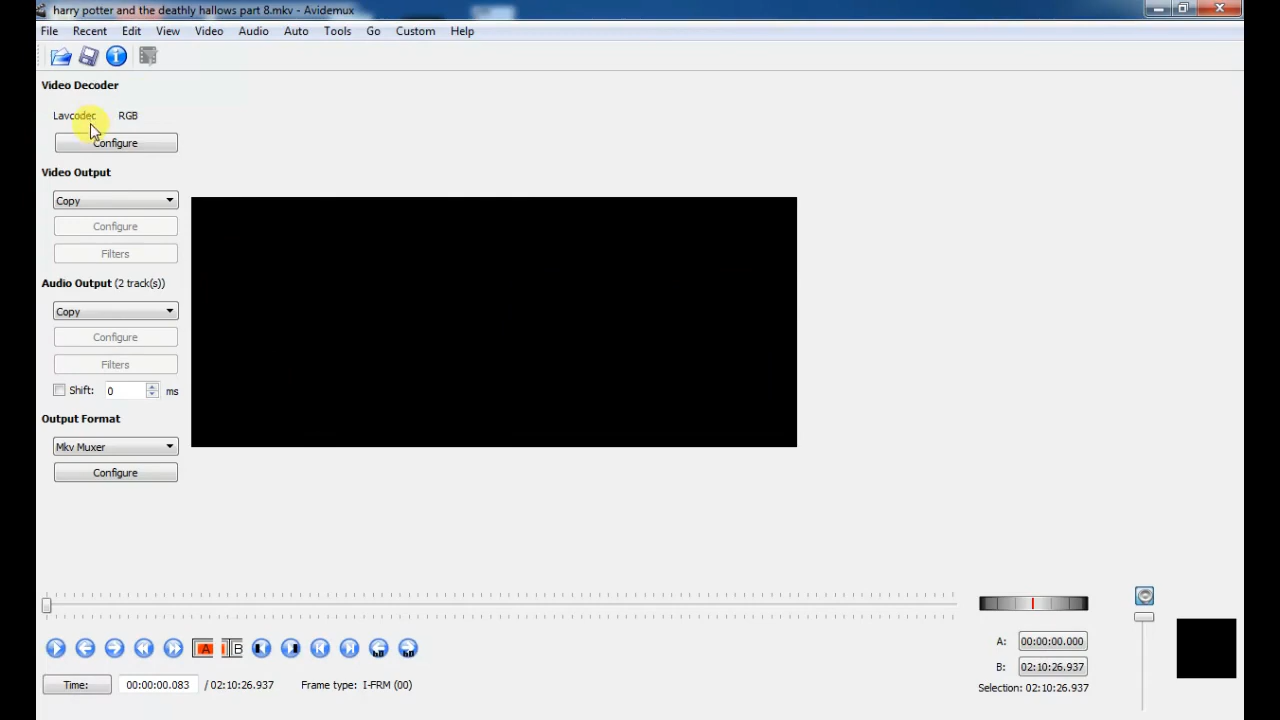 harry potter and the deathly hallows part 8.mkv - Avidemux
File Recent Edit View Video Audio Auto Tools Go Custom Help
Video Decoder
Lavcodec RGB
Configure
Video Output
Copy
Configure
Filters
Audio Output (2 track(s))
Copy
Configure
Filters
Shift: 0 ms
Output Format
Mkv Muxer
Configure
A B
60 60
A: 00:00:00.000
B: 02:10:26.937
Time: 00:00:00.083 / 02:10:26.937 Frame type: I-FRM (00)
Selection: 02:10:26.937